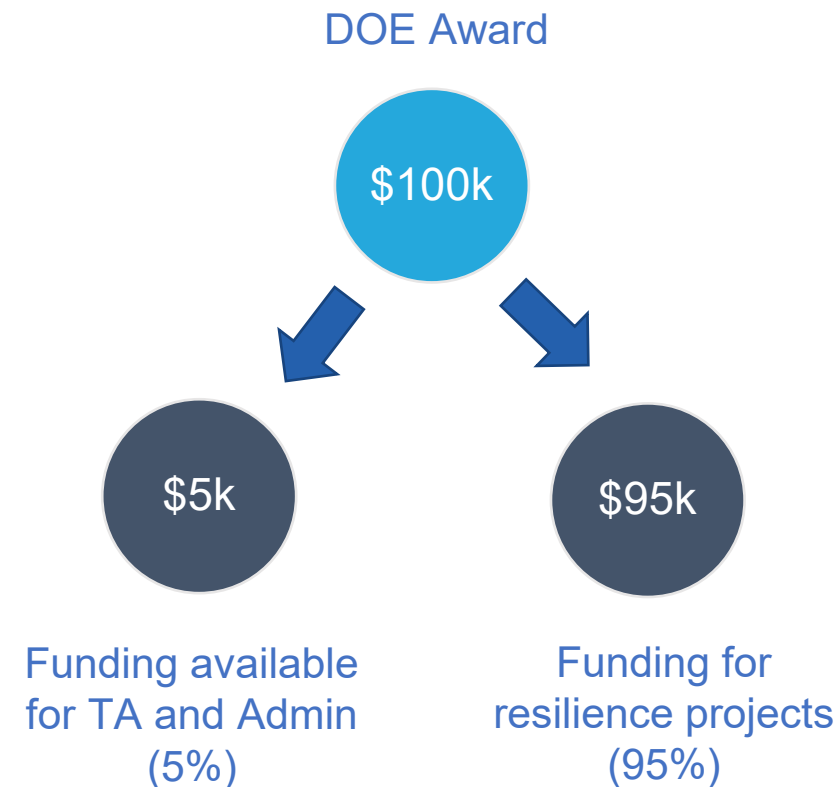 DOE Award
$100k
$5k
$95k
Funding available
for TA and Admin
(5%)
Funding for
resilience projects
(95%)